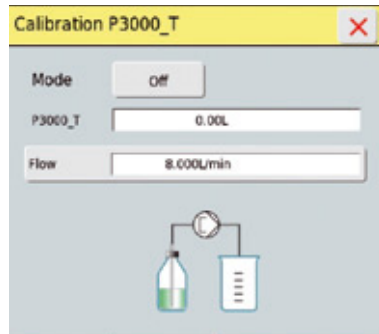 Calibration P3000_T
Mode Off
P3000_T 0.00L
Flow 8.000L/min